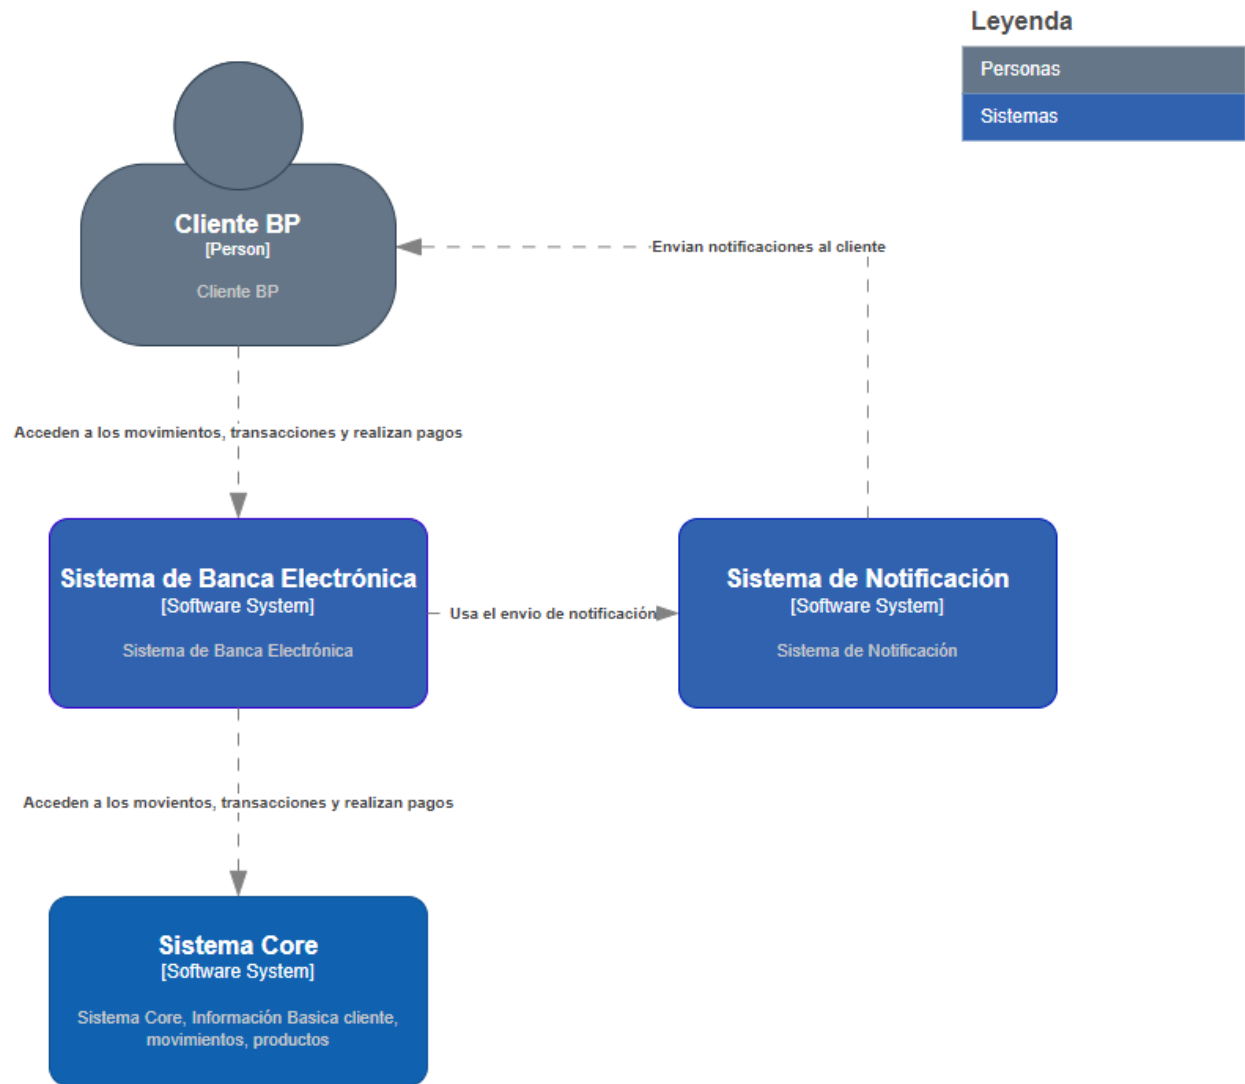 Leyenda
Personas
Sistemas
Cliente BP
[Person]
Cliente BP
Envian notificaciones al cliente
Acceden a los movimientos, transacciones y realizan pagos
Sistema de Banca Electrónica
[Software System]
Sistema de Banca Electrónica
Usa el envio de notificación
Sistema de Notificación
[Software System]
Sistema de Notificación
Acceden a los movientos, transacciones y realizan pagos
Sistema Core
[Software System]
Sistema Core, Información Basica cliente,
movimientos, productos